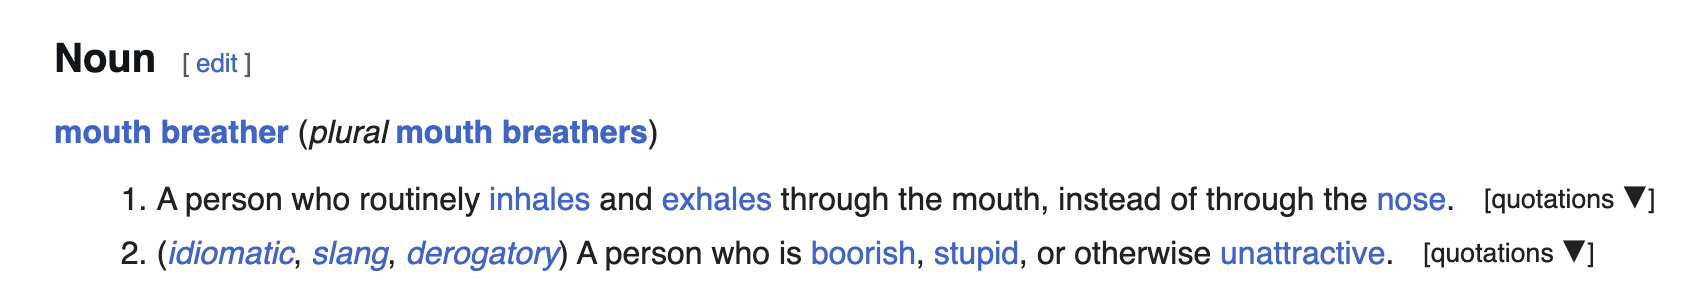 Noun [ edit ]
mouth breather (plural mouth breathers)
1. A person who routinely inhales and exhales through the mouth, instead of through the nose. [quotations ▼]
2. (idiomatic, slang, derogatory) A person who is boorish, stupid, or otherwise unattractive. [quotations ▼]